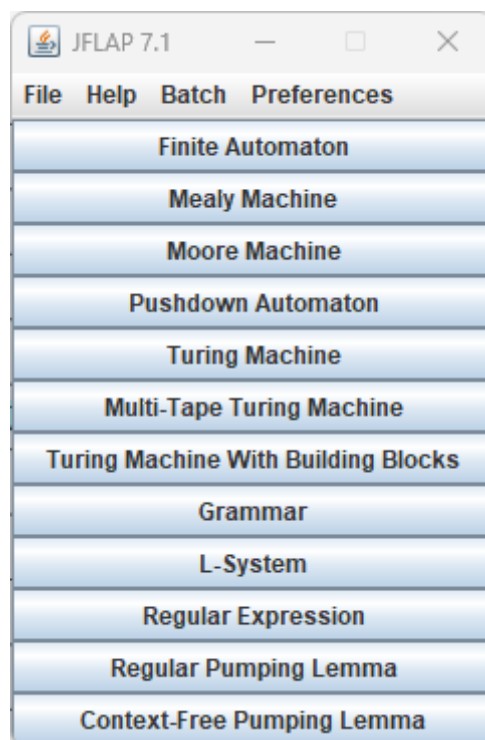 JFLAP 7.1
File Help Batch Preferences
Finite Automaton
Mealy Machine
Moore Machine
Pushdown Automaton
Turing Machine
Multi-Tape Turing Machine
Turing Machine With Building Blocks
Grammar
L-System
Regular Expression
Regular Pumping Lemma
Context-Free Pumping Lemma